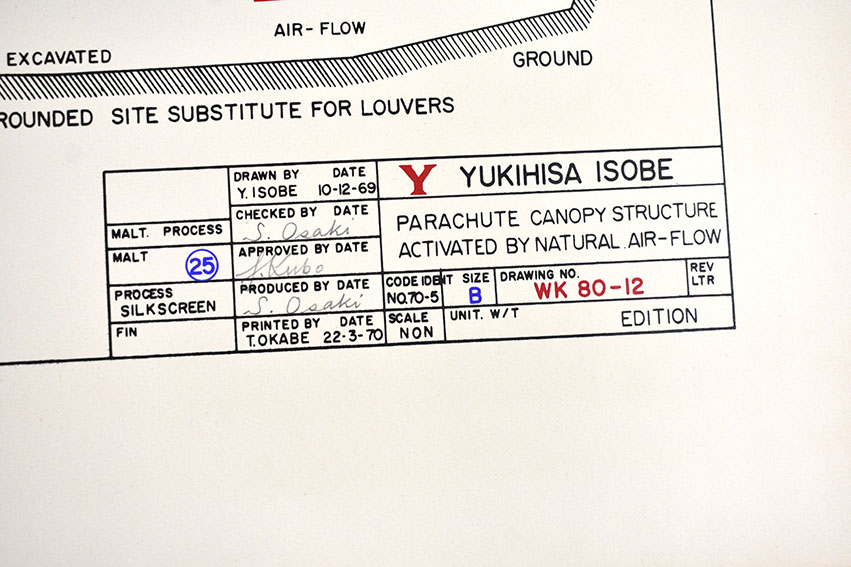 AIR-FLOW
EXCAVATED
GROUND
ROUNDED SITE SUBSTITUTE FOR LOUVERS
DRAWN BY DATE
Y. ISOBE 10-12-69
Y YUKIHISA ISOBE
MALT. PROCESS
CHECKED BY DATE
S. Osaki
PARACHUTE CANOPY STRUCTURE
ACTIVATED BY NATURAL AIR-FLOW
MALT
25
APPROVED BY DATE
S. Kubo
PROCESS
SILKSCREEN
PRODUCED BY DATE
S. Osaki
CODE IDENT
NO.70-5
SIZE
B
DRAWING NO.
WK 80-12
REV
LTR
FIN
PRINTED BY DATE
T. OKABE 22-3-70
SCALE
NON
UNIT. W/T
EDITION